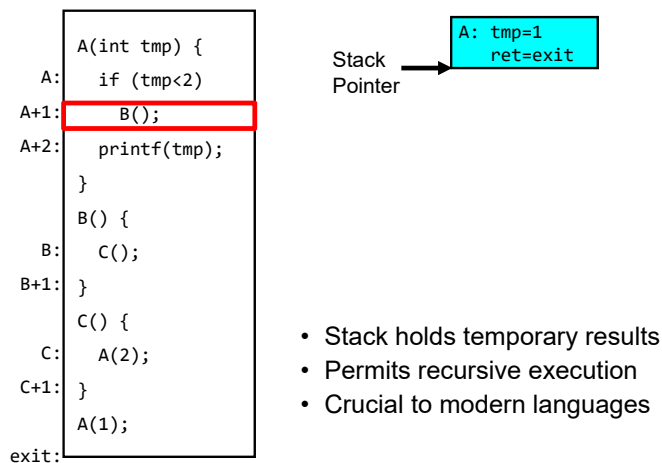 A(int tmp) {
A: if (tmp<2)
A+1: B();
A+2: printf(tmp);
}
B() {
B: C();
B+1: }
C() {
C: A(2);
C+1: }
A(1);
exit:
Stack
Pointer
A: tmp=1
ret=exit
• Stack holds temporary results
• Permits recursive execution
• Crucial to modern languages